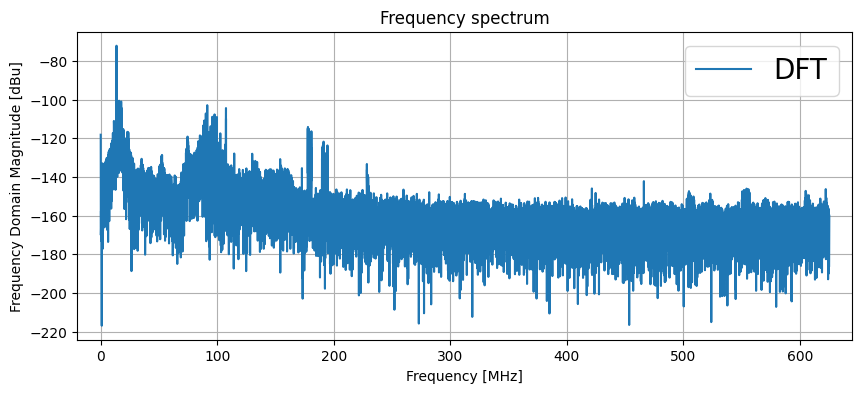 Frequency spectrum
DFT
Frequency Domain Magnitude [dBu]
−80
−100
−120
−140
−160
−180
−200
−220
0 100 200 300 400 500 600
Frequency [MHz]